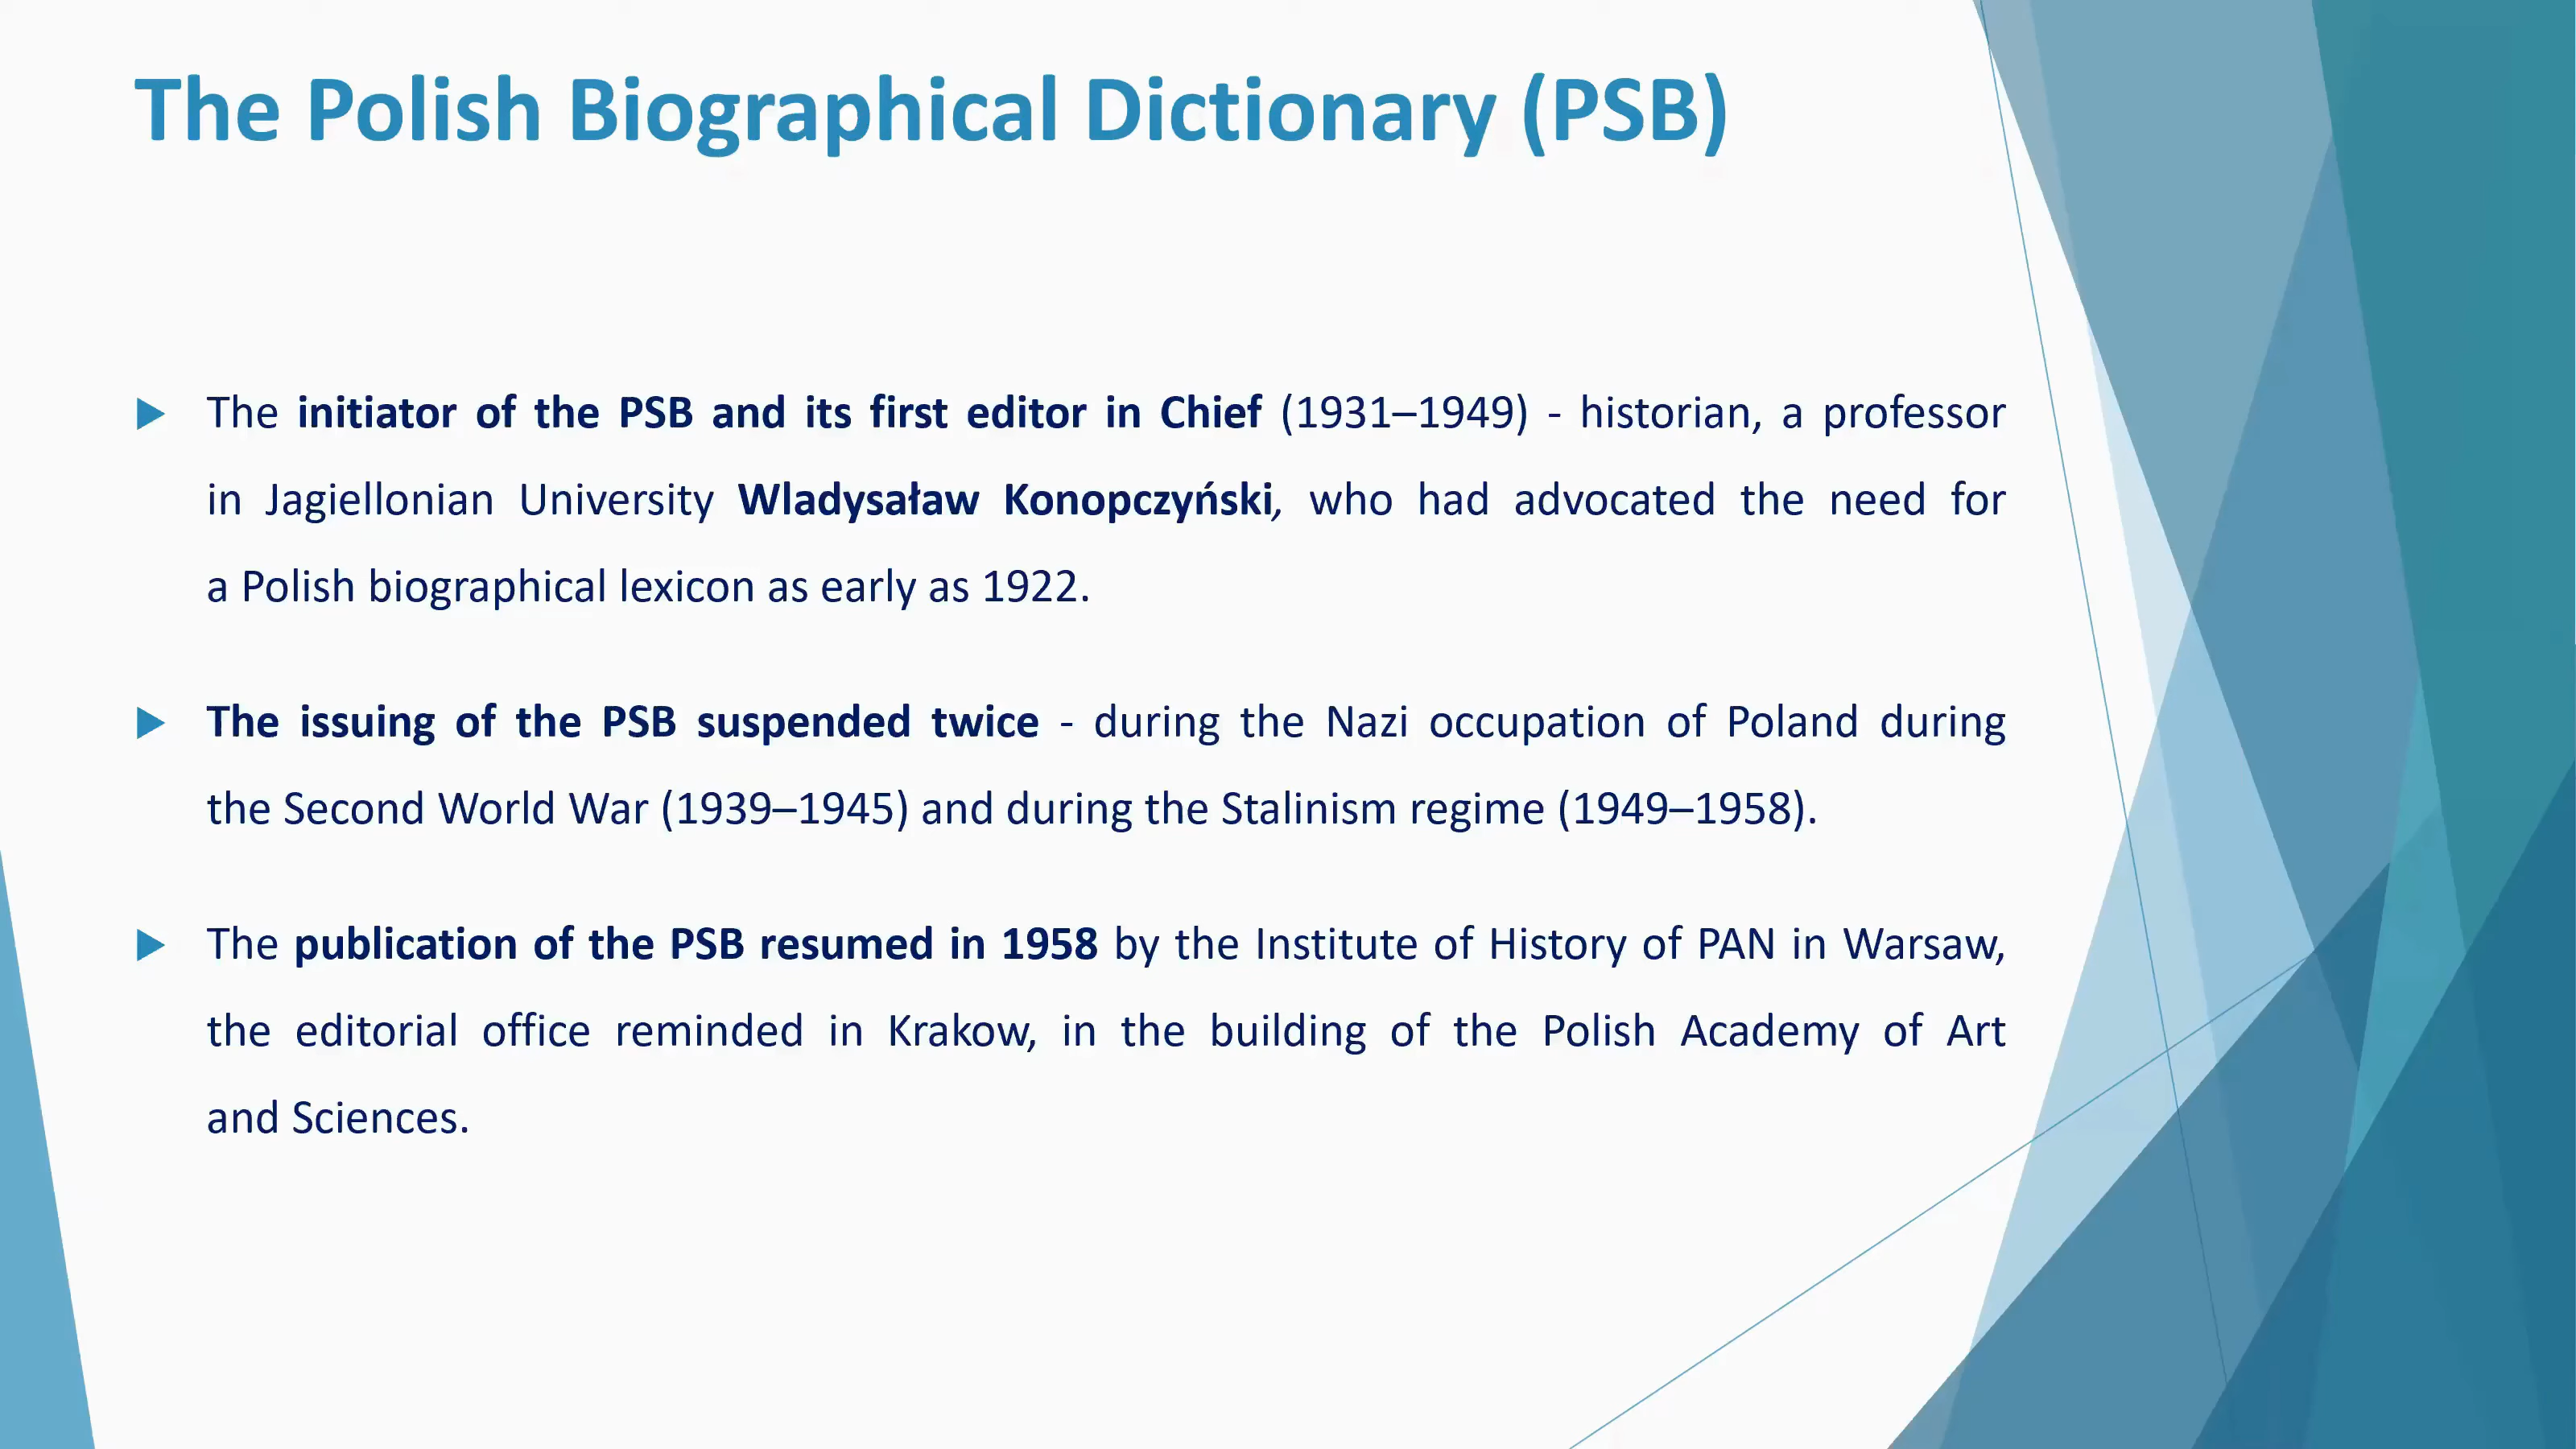 The Polish Biographical Dictionary (PSB)
The initiator of the PSB and its first editor in Chief (1931–1949) - historian, a professor
in Jagiellonian University Wladysaław Konopczyński, who had advocated the need for
a Polish biographical lexicon as early as 1922.
The issuing of the PSB suspended twice - during the Nazi occupation of Poland during
the Second World War (1939–1945) and during the Stalinism regime (1949–1958).
The publication of the PSB resumed in 1958 by the Institute of History of PAN in Warsaw,
the editorial office reminded in Krakow, in the building of the Polish Academy of Art
and Sciences.